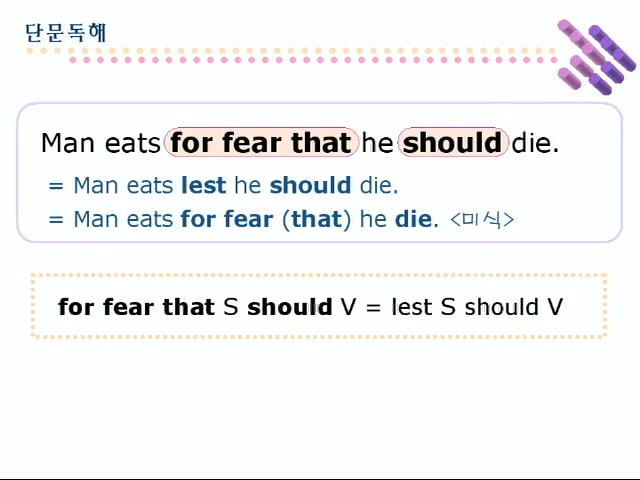 단문독해
Man eats for fear that he should die.
= Man eats lest he should die.
= Man eats for fear (that) he die. <미식>
for fear that S should V = lest S should V